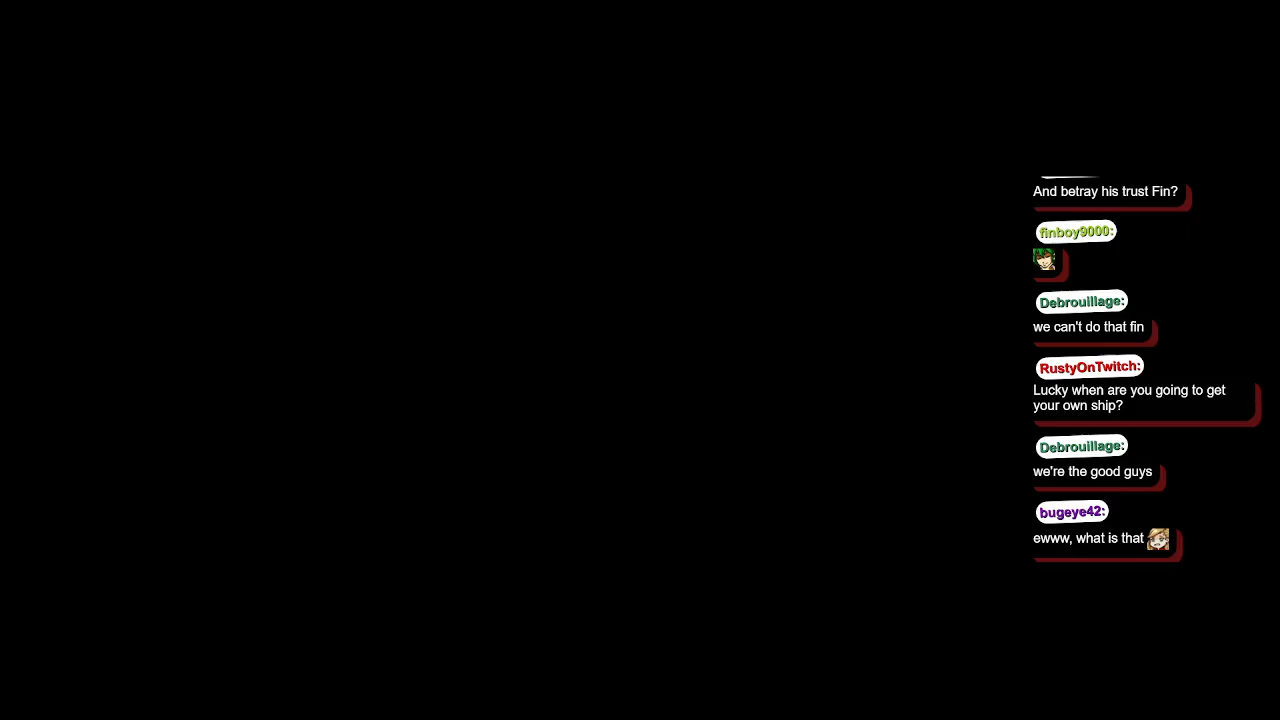 And betray his trust Fin?
finboy9000:
Debrouillage:
we can't do that fin
RustyOnTwitch:
Lucky when are you going to get
your own ship?
Debrouillage:
we're the good guys
bugeye42:
ewww, what is that